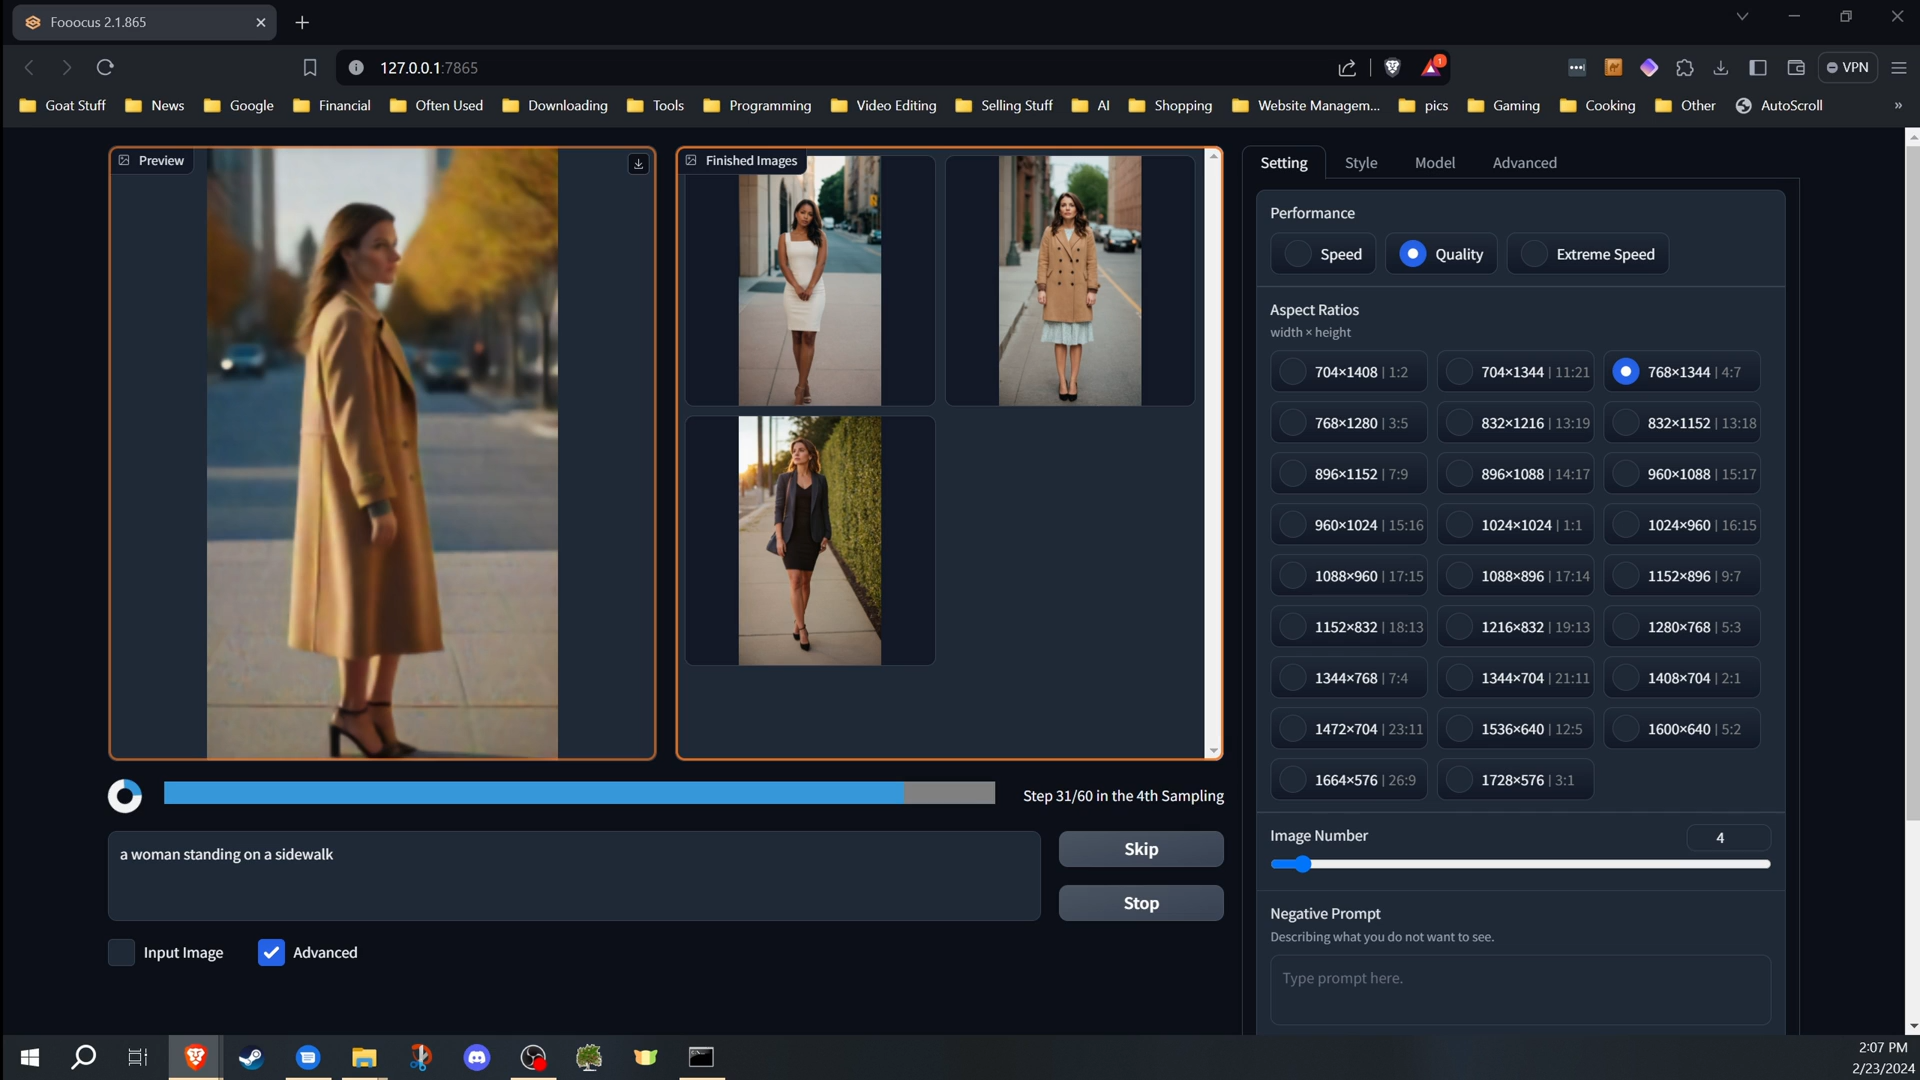 Fooocus 2.1.865
127.0.0.1:7865
1
VPN
Goat Stuff
News
Google
Financial
Often Used
Downloading
Tools
Programming
Video Editing
Selling Stuff
AI
Shopping
Website Managem...
pics
Gaming
Cooking
Other
AutoScroll
»
Preview
Finished Images
Setting
Style
Model
Advanced
Performance
Speed
Quality
Extreme Speed
Aspect Ratios
width × height
704×1408 | 1:2
704×1344 | 11:21
768×1344 | 4:7
768×1280 | 3:5
832×1216 | 13:19
832×1152 | 13:18
896×1152 | 7:9
896×1088 | 14:17
960×1088 | 15:17
960×1024 | 15:16
1024×1024 | 1:1
1024×960 | 16:15
1088×960 | 17:15
1088×896 | 17:14
1152×896 | 9:7
1152×832 | 18:13
1216×832 | 19:13
1280×768 | 5:3
1344×768 | 7:4
1344×704 | 21:11
1408×704 | 2:1
1472×704 | 23:11
1536×640 | 12:5
1600×640 | 5:2
1664×576 | 26:9
1728×576 | 3:1
Step 31/60 in the 4th Sampling
a woman standing on a sidewalk
Skip
Stop
Input Image
Advanced
Image Number
4
Negative Prompt
Describing what you do not want to see.
Type prompt here.
2:07 PM
2/23/2024